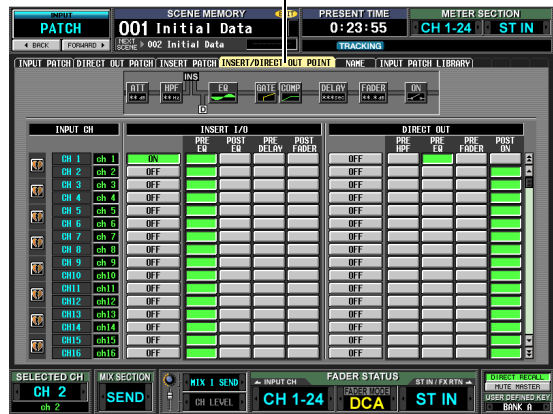 INPUT
PATCH
BACK FORWARD
SCENE MEMORY
001 Initial Data
NEXT SCENE 002 Initial Data
EDIT
PRESENT TIME
0:23:55
TRACKING
METER SECTION
CH 1-24 ST IN
INPUT PATCH DIRECT OUT PATCH INSERT PATCH INSERT/DIRECT OUT POINT NAME INPUT PATCH LIBRARY
INS
ATT HPF EQ GATE COMP DELAY FADER ON
D
INPUT CH INSERT I/O DIRECT OUT
PRE EQ POST EQ PRE DELAY POST FADER PRE HPF PRE EQ PRE FADER POST ON
CH 1 ch 1 ON OFF
CH 2 ch 2 OFF OFF
CH 3 ch 3 OFF OFF
CH 4 ch 4 OFF OFF
CH 5 ch 5 OFF OFF
CH 6 ch 6 OFF OFF
CH 7 ch 7 OFF OFF
CH 8 ch 8 OFF OFF
CH 9 ch 9 OFF OFF
CH10 ch10 OFF OFF
CH11 ch11 OFF OFF
CH12 ch12 OFF OFF
CH13 ch13 OFF OFF
CH14 ch14 OFF OFF
CH15 ch15 OFF OFF
CH16 ch16 OFF OFF
SELECTED CH
CH 2
ch 2
MIX SECTION
SEND
MIX 1 SEND
CH LEVEL
FADER STATUS
INPUT CH
CH 1-24
FADER MODE
DCA
ST IN / FX RTN
ST IN
DIRECT RECALL
MUTE MASTER
USER DEFINED KEY
BANK A